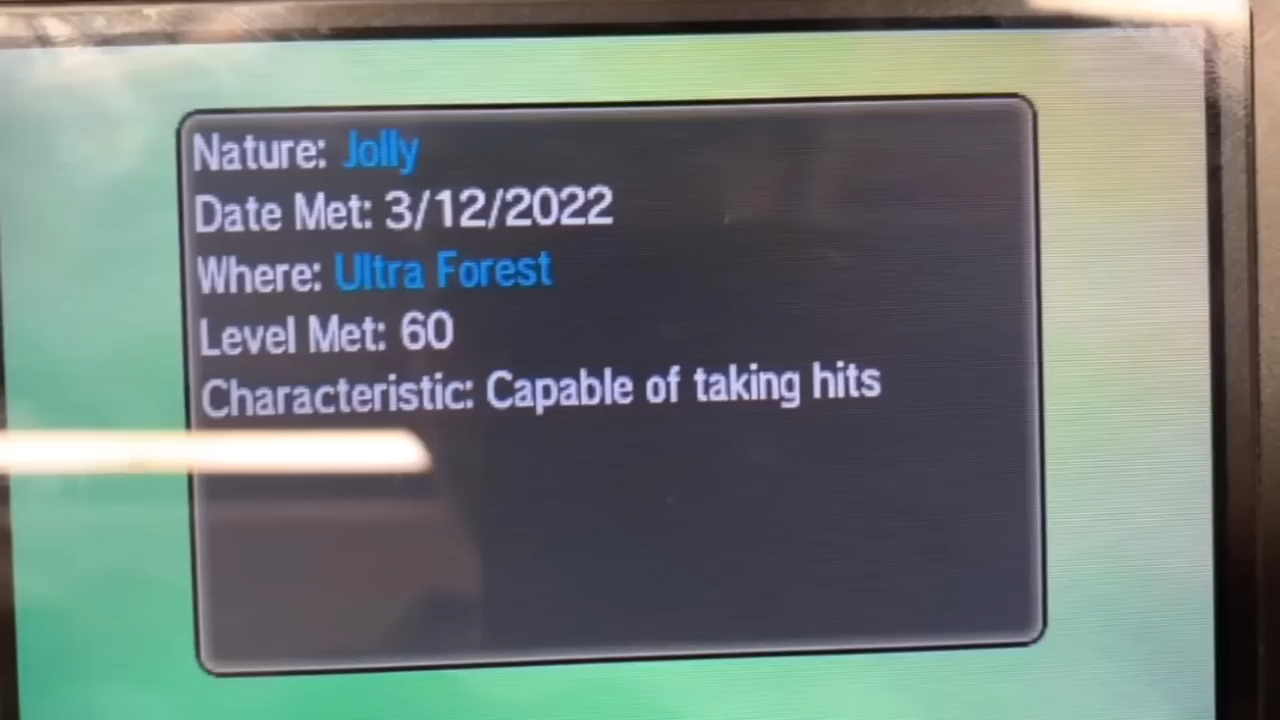 Nature: Jolly
Date Met: 3/12/2022
Where: Ultra Forest
Level Met: 60
Characteristic: Capable of taking hits